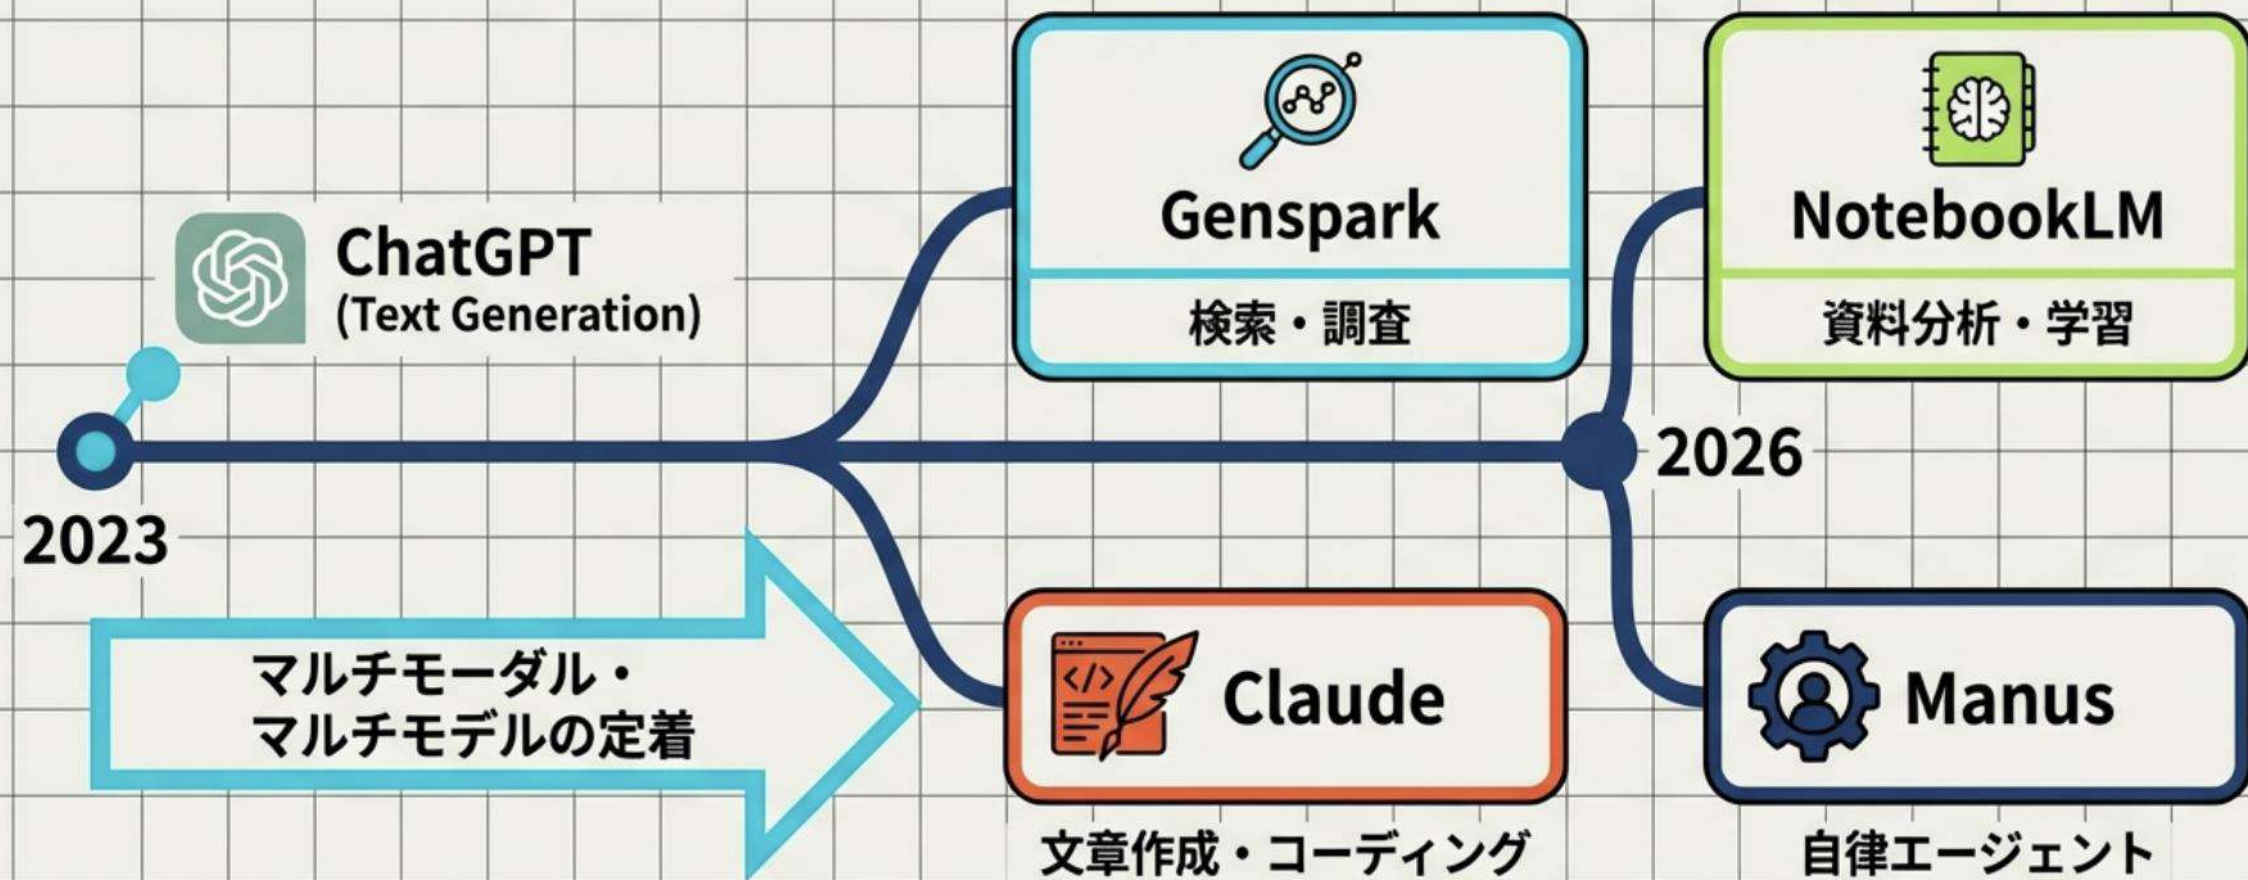 ChatGPT
(Text Generation)
2023
マルチモーダル・
マルチモデルの定着
Genspark
検索・調査
Claude
文章作成・コーディング
2026
NotebookLM
資料分析・学習
Manus
自律エージェント